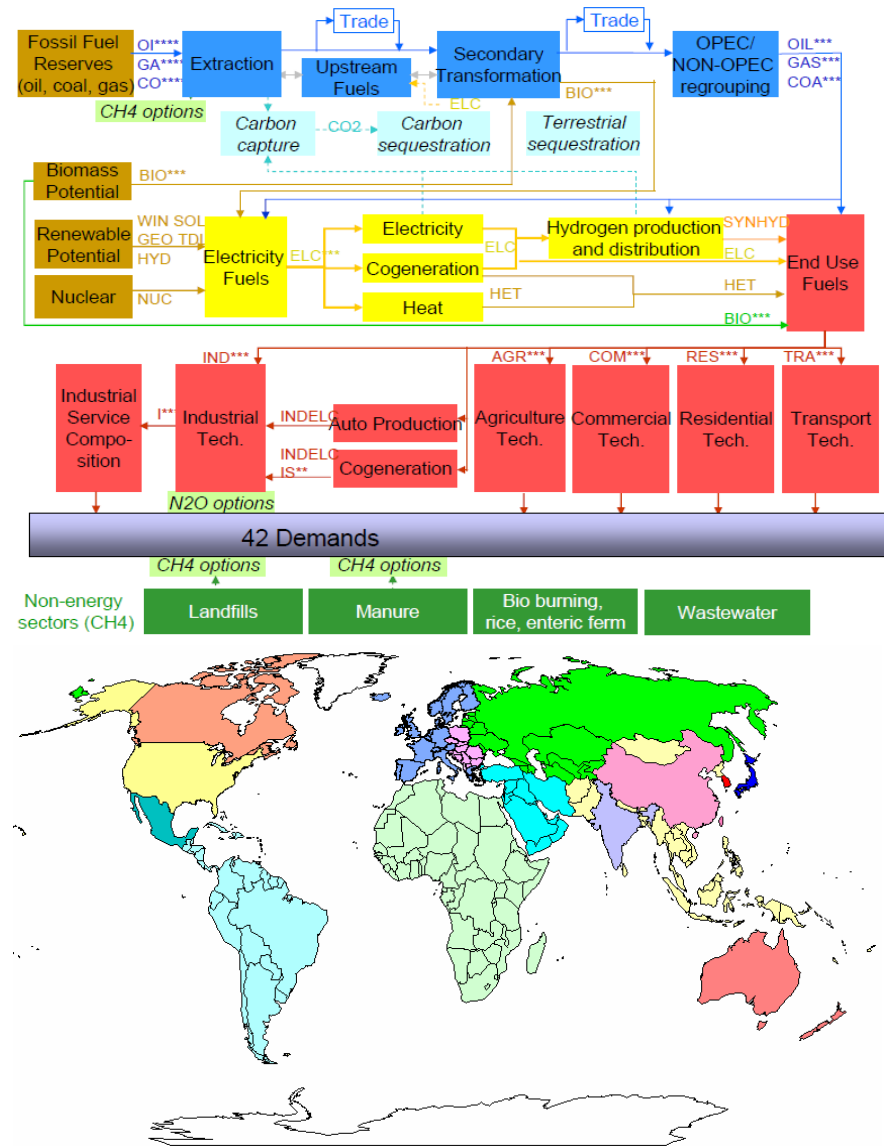 Trade
Trade
Fossil Fuel
Reserves
(oil, coal, gas)
OI****
GA****
CO****
Extraction
Upstream
Fuels
Secondary
Transformation
OPEC/
NON-OPEC
regrouping
OIL***
GAS***
COA***
CH4 options
ELC
BIO***
Carbon
capture
CO2
Carbon
sequestration
Terrestrial
sequestration
Biomass
Potential
BIO***
Renewable
Potential
WIN SOL
GEO TDL
HYD
Nuclear
NUC
Electricity
Fuels
ELC***
Electricity
Cogeneration
Heat
ELC
HET
Hydrogen production
and distribution
SYNHYD
ELC
HET
BIO***
End Use
Fuels
IND***
AGR***
COM***
RES***
TRA***
Industrial
Service
Compo-
sition
I***
Industrial
Tech.
INDELC
Auto Production
INDELC
IS**
Cogeneration
Agriculture
Tech.
Commercial
Tech.
Residential
Tech.
Transport
Tech.
N2O options
42 Demands
CH4 options
CH4 options
Non-energy
sectors (CH4)
Landfills
Manure
Bio burning,
rice, enteric ferm
Wastewater